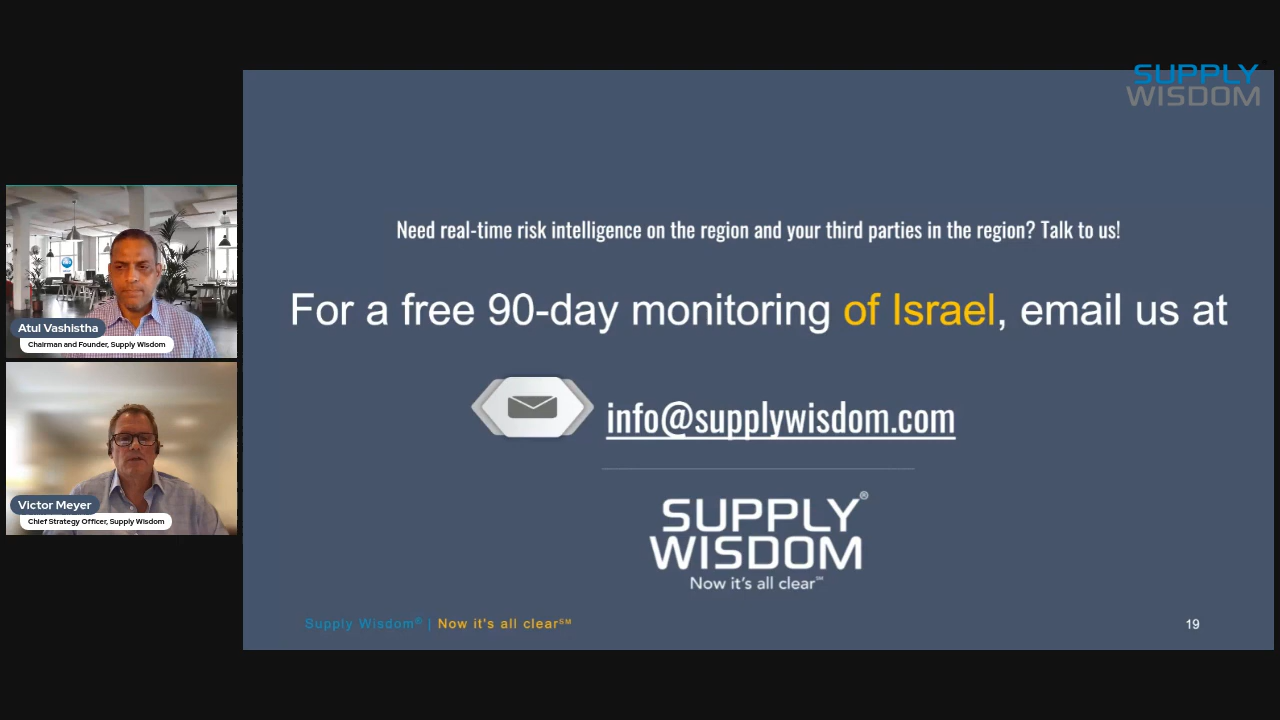 SUPPLY
WISDOM
Need real-time risk intelligence on the region and your third parties in the region? Talk to us!
For a free 90-day monitoring of Israel, email us at
info@supplywisdom.com
SUPPLY®
WISDOM
Now it's all clear℠
Supply Wisdom® | Now it's all clear℠
19
Atul Vashistha
Chairman and Founder, Supply Wisdom
Victor Meyer
Chief Strategy Officer, Supply Wisdom